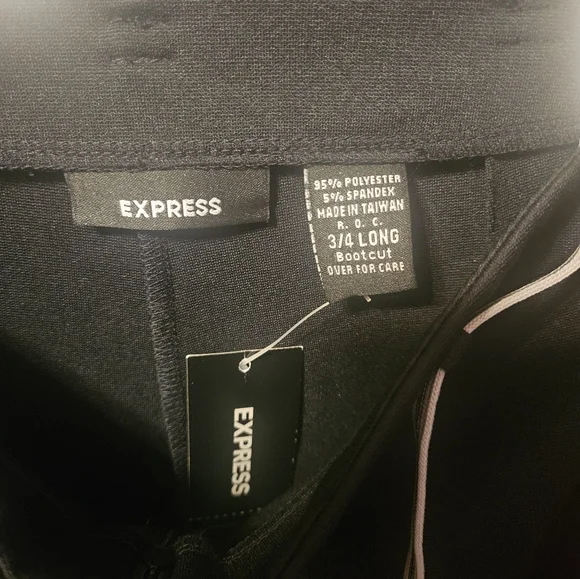 EXPRESS
95% POLYESTER
5% SPANDEX
MADE IN TAIWAN
R. O. C.
3/4 LONG
Bootcut
OVER FOR CARE
EXPRESS